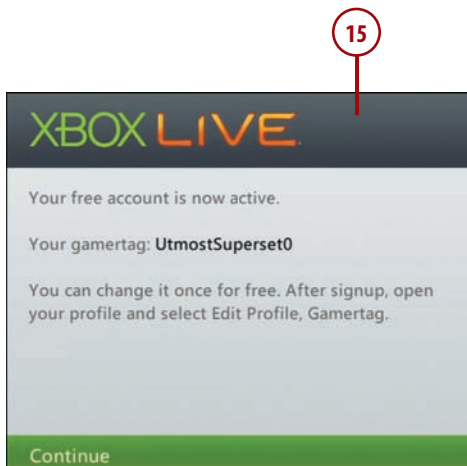 15
XBOX LIVE
Your free account is now active.
Your gamertag: UtmostSuperset0
You can change it once for free. After signup, open
your profile and select Edit Profile, Gamertag.
Continue